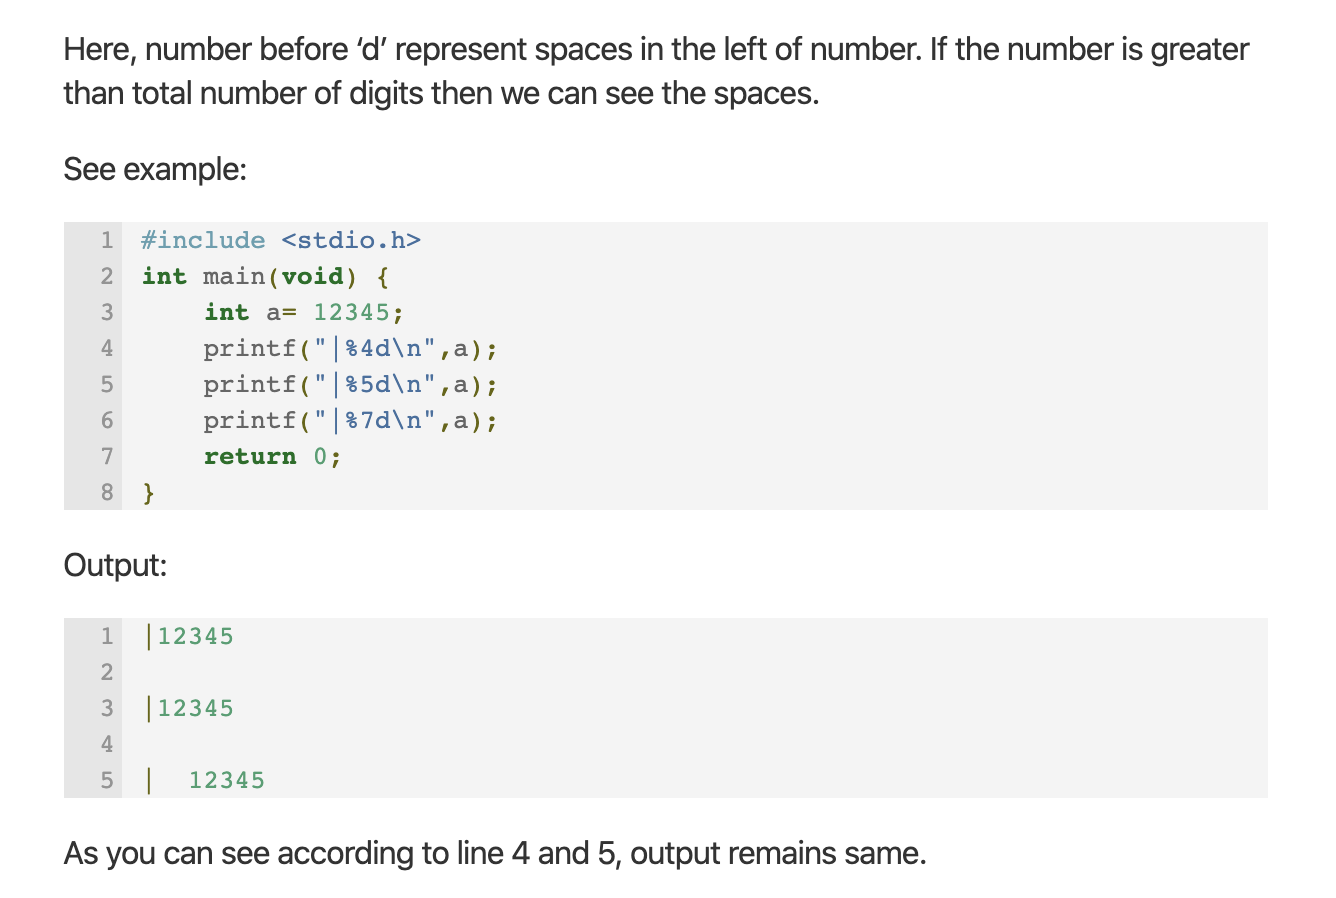 Here, number before ‘d’ represent spaces in the left of number. If the number is greater
than total number of digits then we can see the spaces.
See example:
1 #include <stdio.h>
2 int main(void) {
3     int a= 12345;
4     printf("|%4d\n",a);
5     printf("|%5d\n",a);
6     printf("|%7d\n",a);
7     return 0;
8 }
Output:
1 |12345
2
3 |12345
4
5 |  12345
As you can see according to line 4 and 5, output remains same.